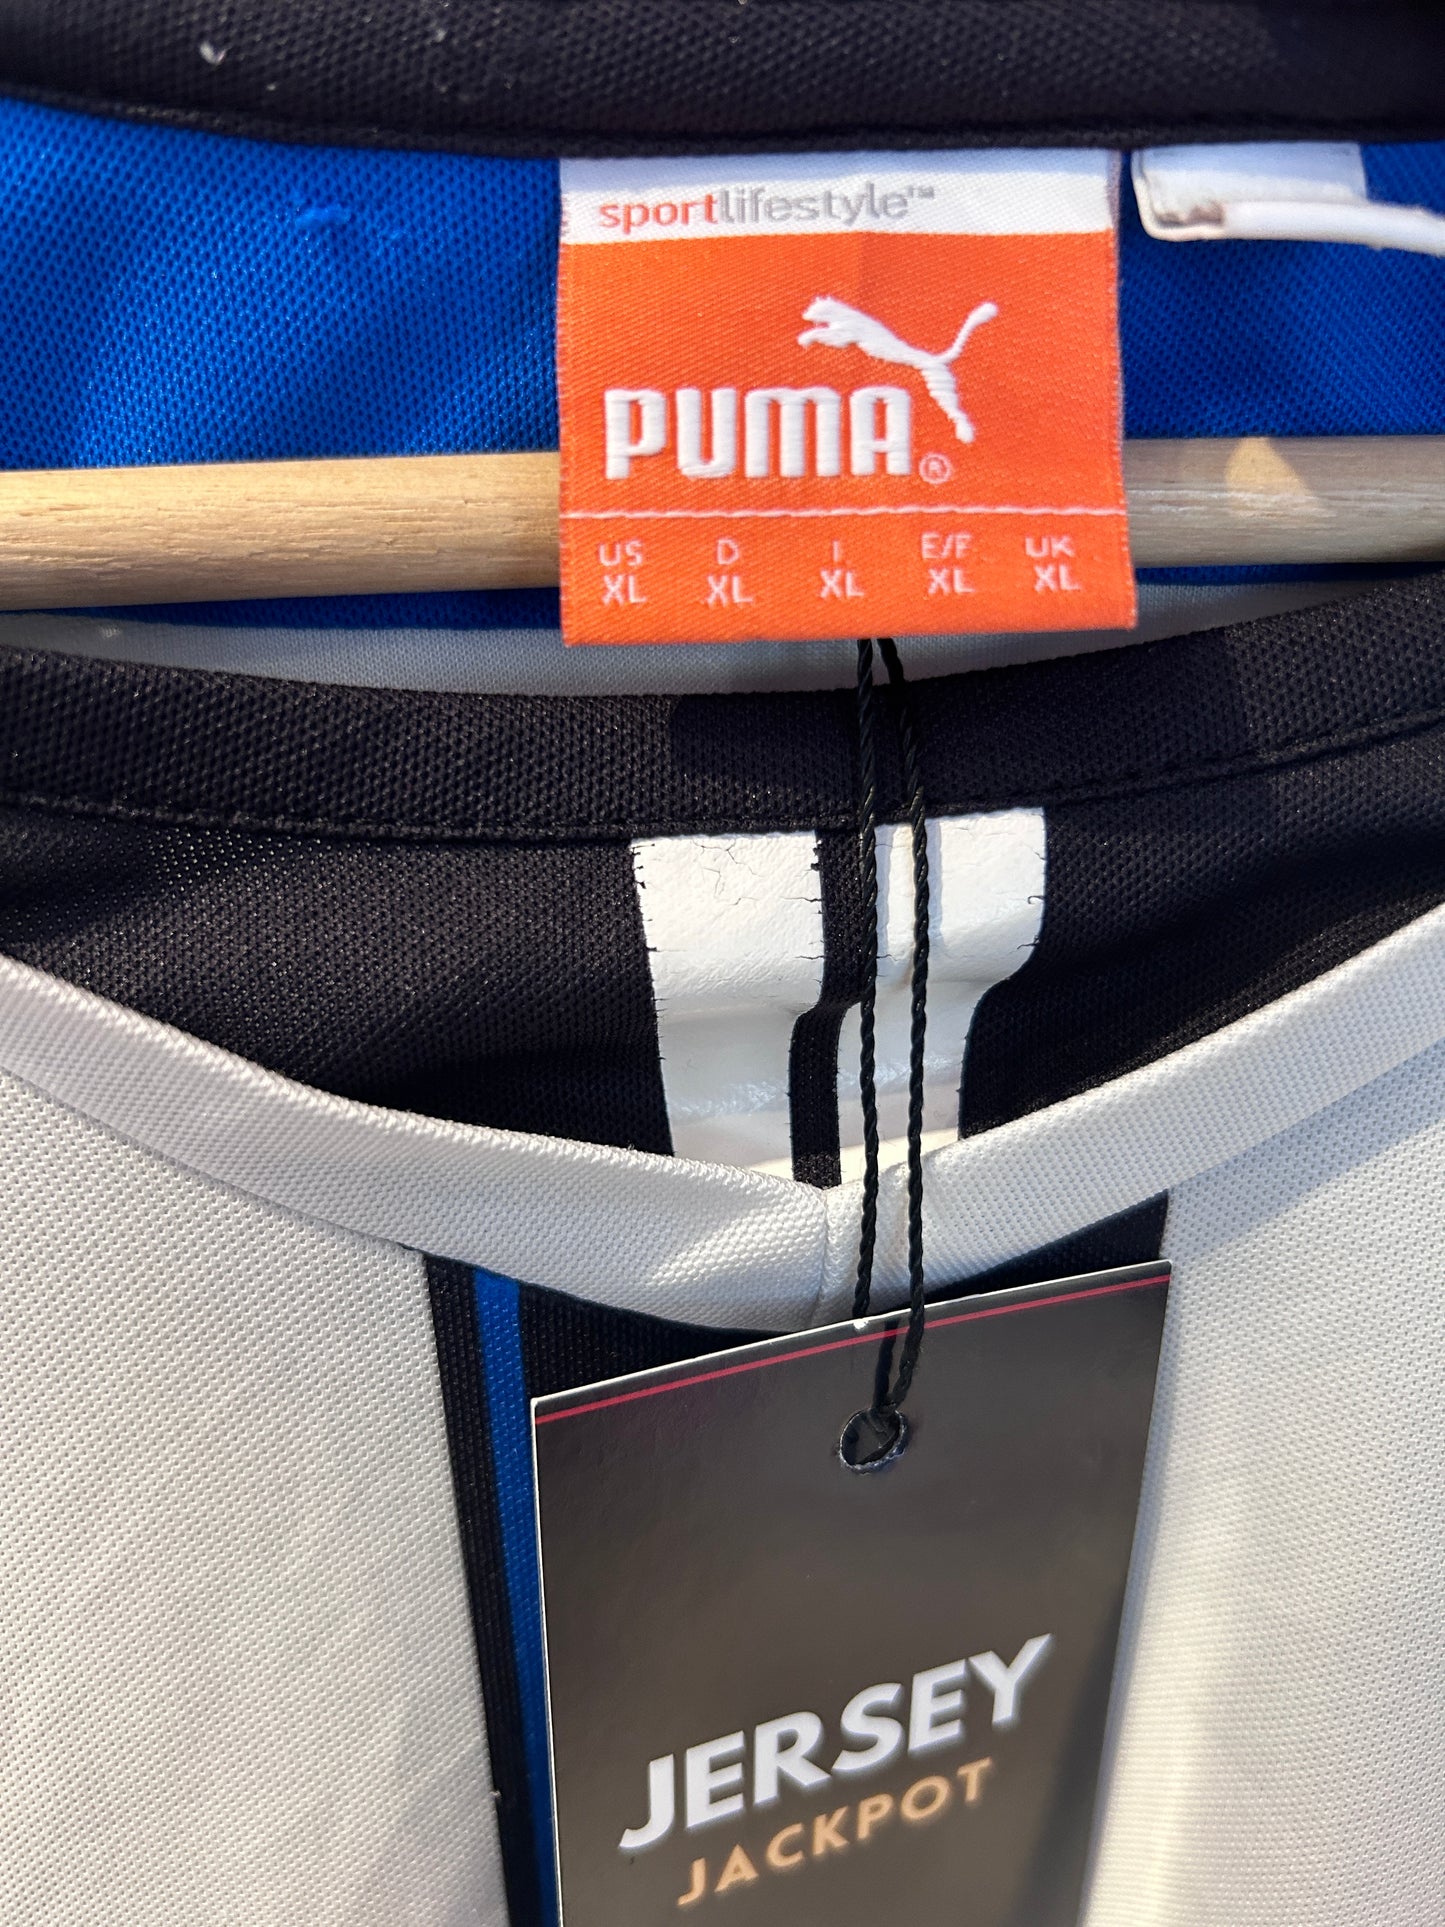 sportlifestyle™
PUMA®
US D I E/F UK
XL XL XL XL XL
JERSEY
JACKPOT